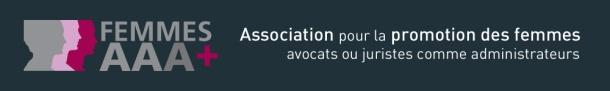 FEMMES
AAA+
Association pour la promotion des femmes
avocats ou juristes comme administrateurs